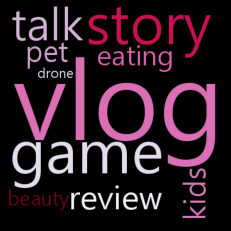 talk story
pet eating
drone
vlog
game
kids
beauty review